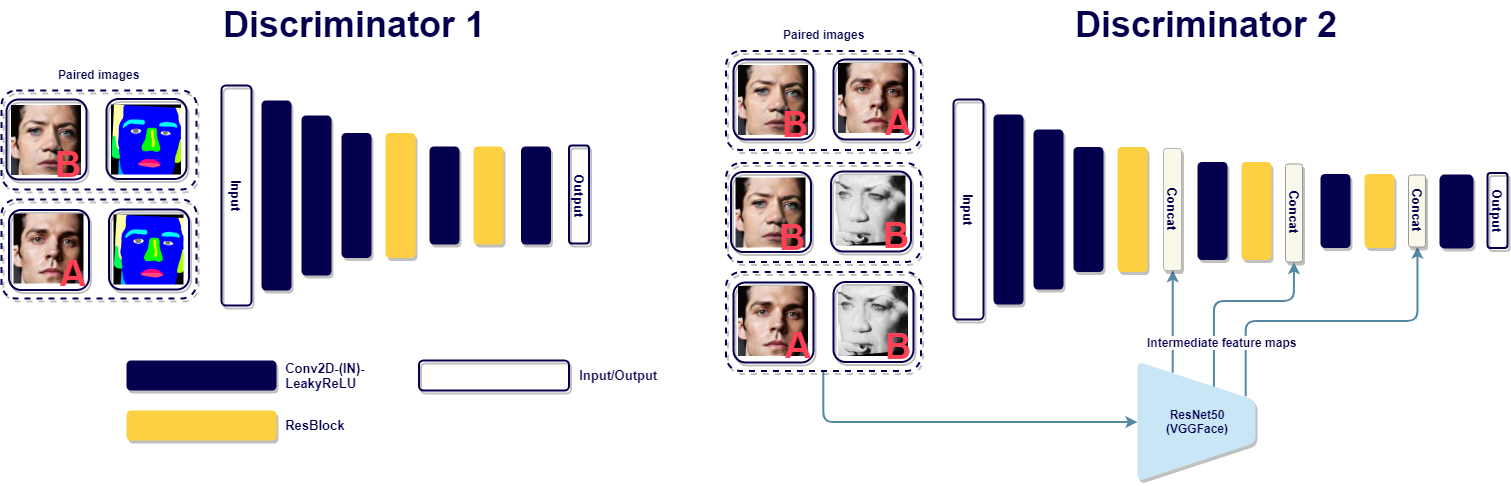 Discriminator 1
Paired images
B
A
Input
Output
Conv2D-(IN)-
LeakyReLU
Input/Output
ResBlock
Discriminator 2
Paired images
B
A
B
B
A
B
Input
Concat
Concat
Concat
Output
Intermediate feature maps
ResNet50
(VGGFace)